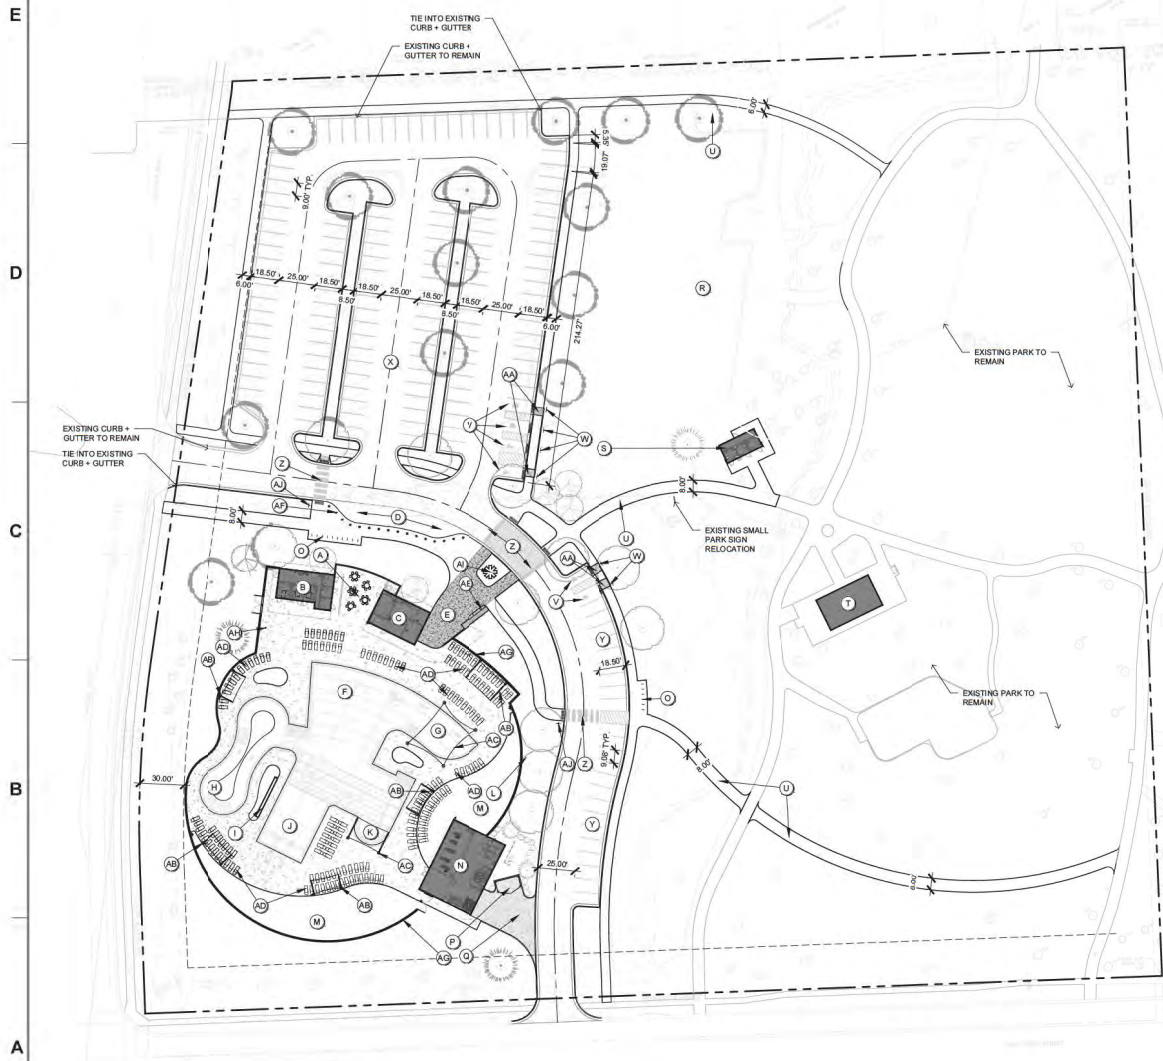 E
TIE INTO EXISTING
CURB + GUTTER
EXISTING CURB +
GUTTER TO REMAIN
6.00'
5.35'
U
19.07'
9.00' TYP.
D
R
18.50'
25.00'
18.50'
18.50'
25.00'
18.50'
18.50'
25.00'
18.50'
6.00'
8.50'
8.50'
6.00'
214.27'
EXISTING PARK TO
REMAIN
X
AA
EXISTING CURB +
GUTTER TO REMAIN
V
W
S
TIE INTO EXISTING
CURB + GUTTER
Z
AJ
8.00'
AF
D
C
8.00'
U
EXISTING SMALL
PARK SIGN
RELOCATION
O
A
Z
AA
W
AI
B
AE
V
T
C
E
AH
Y
AD
AG
AB
18.50'
AD
F
O
EXISTING PARK TO
REMAIN
G
AB
AC
AJ
Z
9.08' TYP.
8.00'
30.00'
H
AB
AD
L
M
U
B
I
J
K
Y
AB
AC
N
25.00'
6.00'
AD
AB
M
P
AG
Q
A